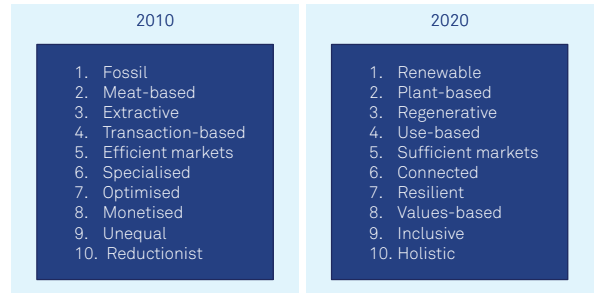 2010
1. Fossil
2. Meat-based
3. Extractive
4. Transaction-based
5. Efficient markets
6. Specialised
7. Optimised
8. Monetised
9. Unequal
10. Reductionist
2020
1. Renewable
2. Plant-based
3. Regenerative
4. Use-based
5. Sufficient markets
6. Connected
7. Resilient
8. Values-based
9. Inclusive
10. Holistic